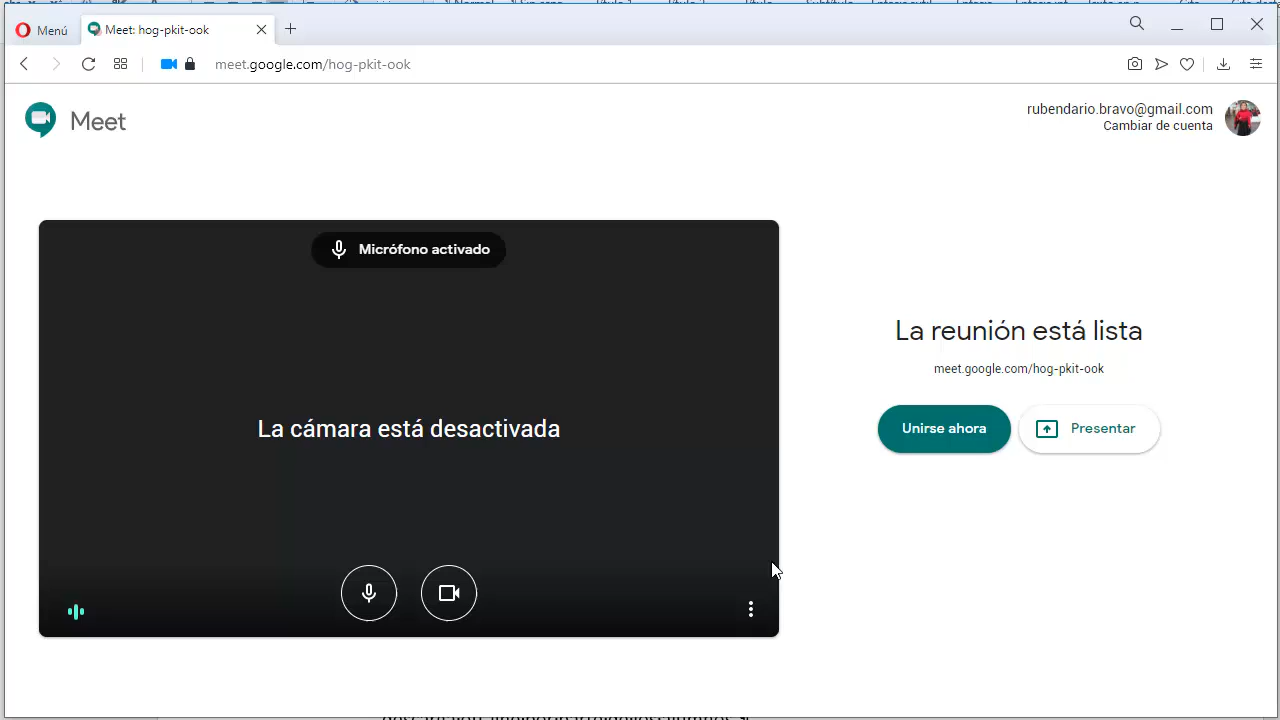 Menú
Meet: hog-pkit-ook
meet.google.com/hog-pkit-ook
Meet
rubendario.bravo@gmail.com
Cambiar de cuenta
Micrófono activado
La cámara está desactivada
La reunión está lista
meet.google.com/hog-pkit-ook
Unirse ahora
Presentar